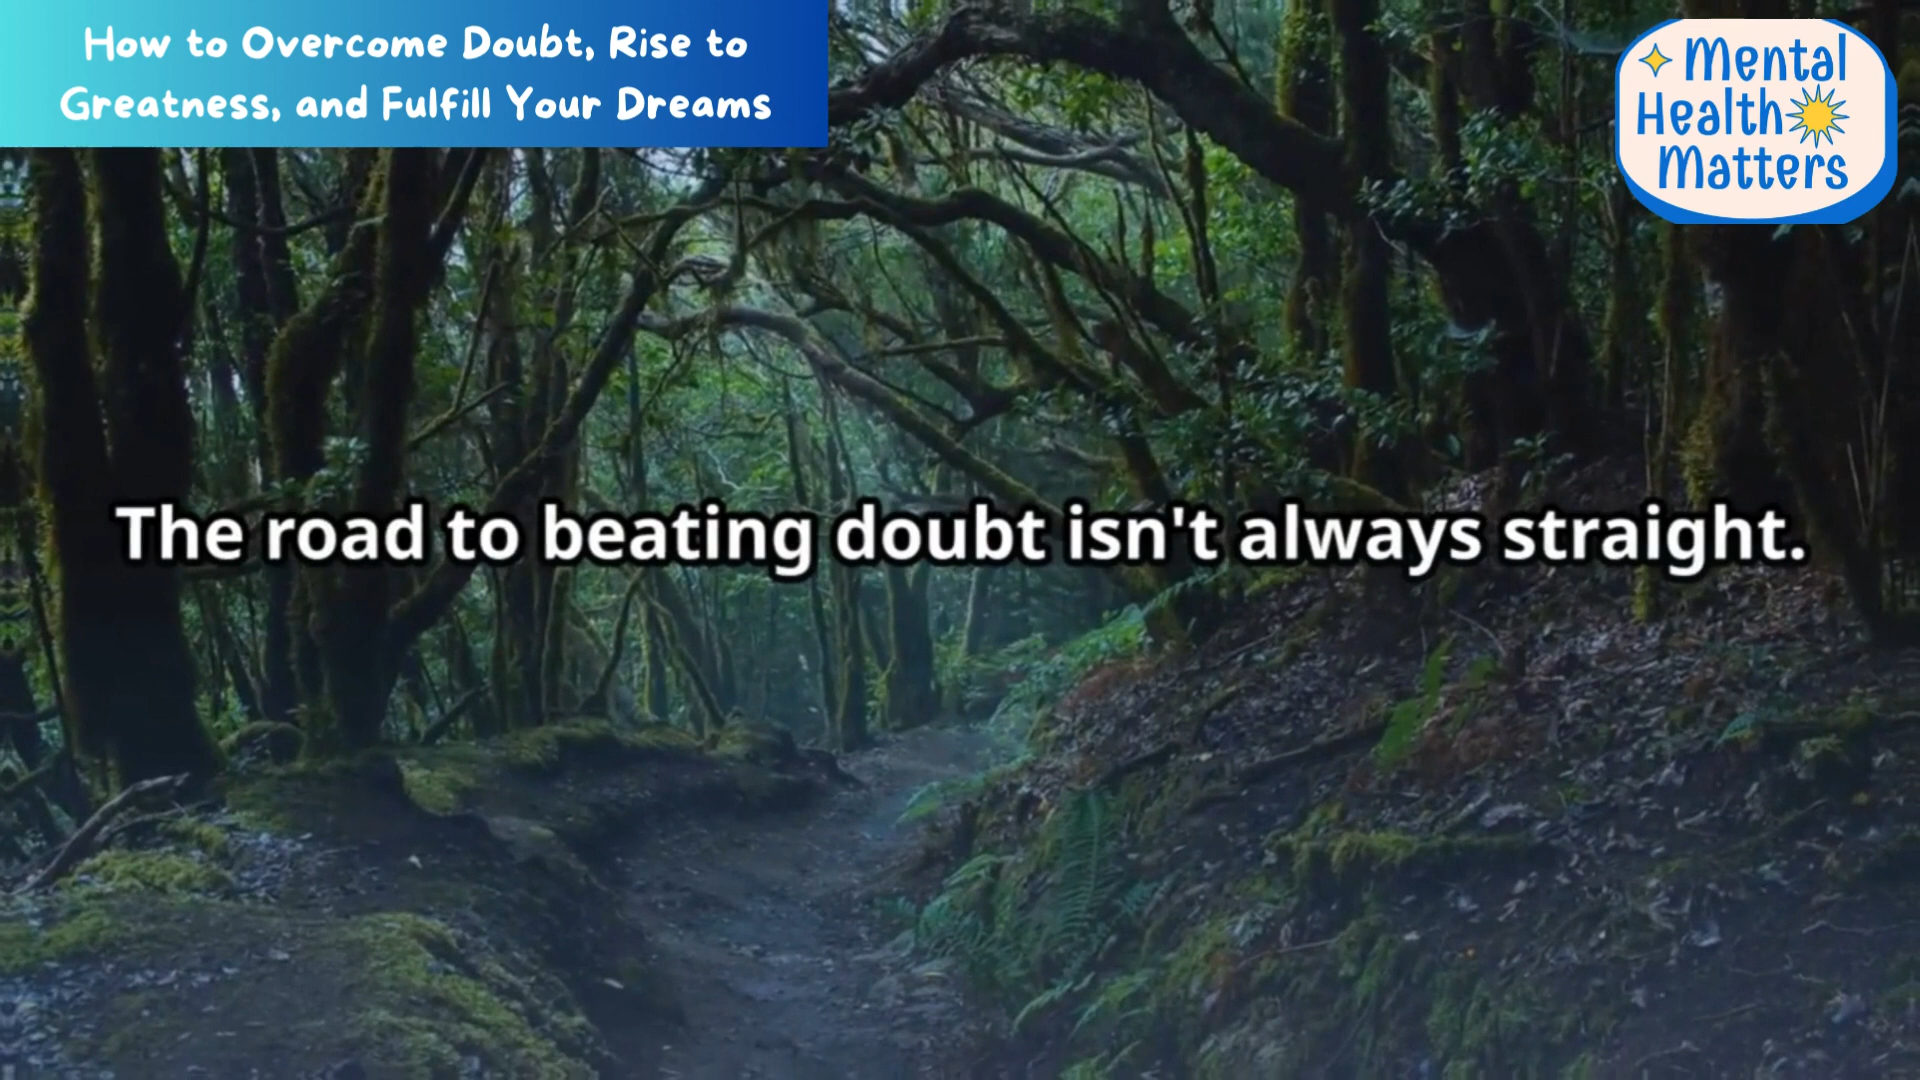 How to Overcome Doubt, Rise to
Greatness, and Fulfill Your Dreams
Mental
Health
Matters
The road to beating doubt isn't always straight.